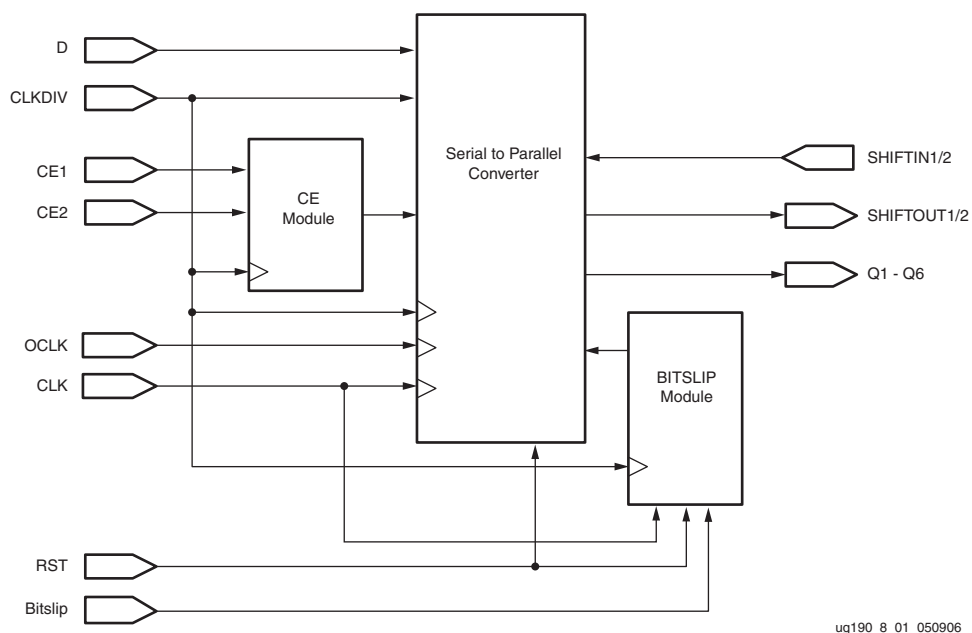 D
CLKDIV
CE1
CE2
CE
Module
Serial to Parallel
Converter
SHIFTIN1/2
SHIFTOUT1/2
Q1 - Q6
OCLK
CLK
BITSLIP
Module
RST
Bitslip
ug190_8_01_050906